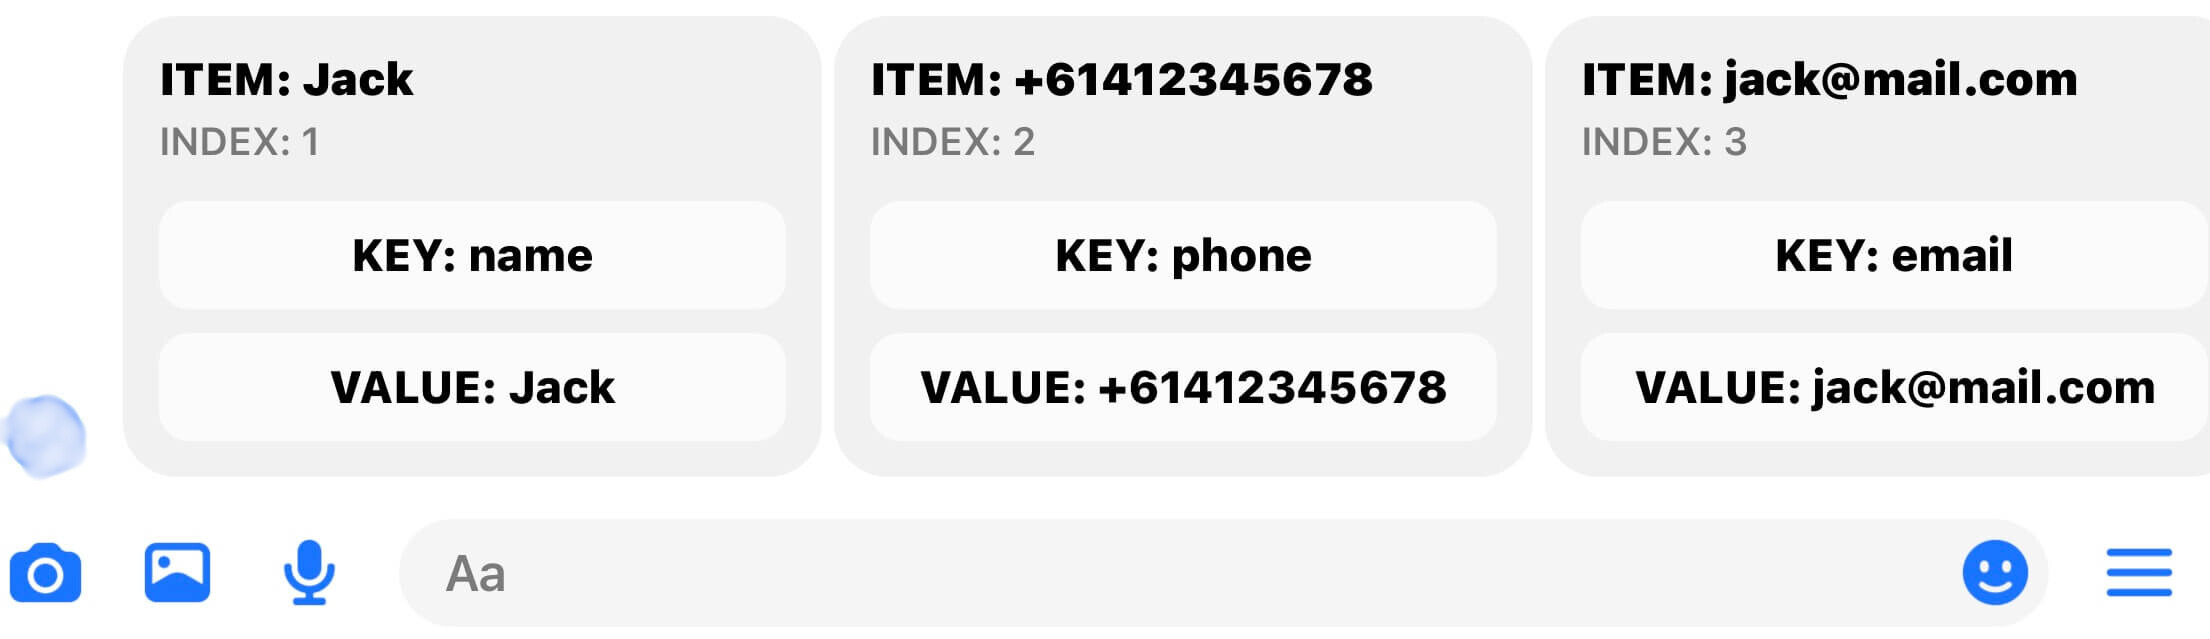 ITEM: Jack
INDEX: 1
KEY: name
VALUE: Jack
ITEM: +61412345678
INDEX: 2
KEY: phone
VALUE: +61412345678
ITEM: jack@mail.com
INDEX: 3
KEY: email
VALUE: jack@mail.com
Aa